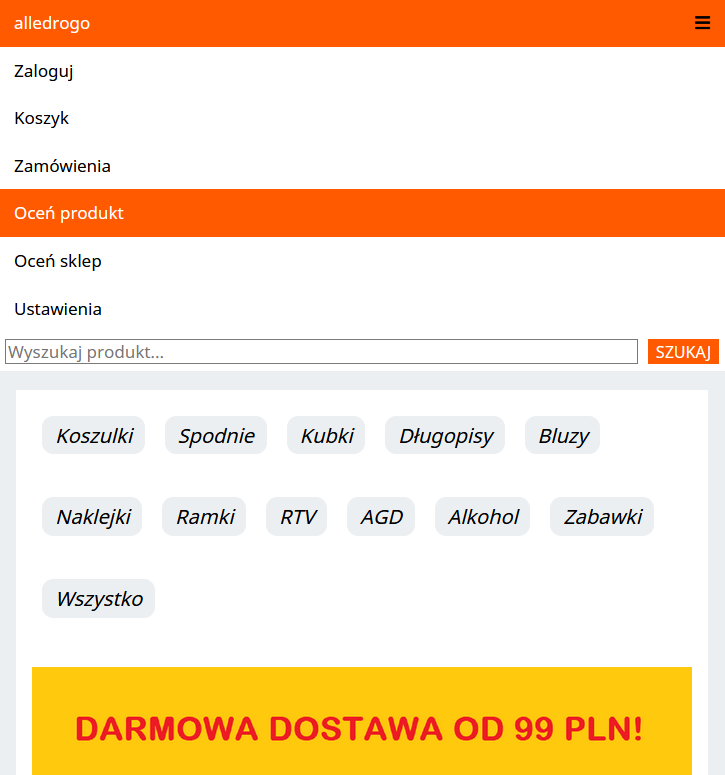 alledrogo
Zaloguj
Koszyk
Zamówienia
Oceń produkt
Oceń sklep
Ustawienia
Wyszukaj produkt... SZUKAJ
Koszulki Spodnie Kubki Długopisy Bluzy
Naklejki Ramki RTV AGD Alkohol Zabawki
Wszystko
DARMOWA DOSTAWA OD 99 PLN!